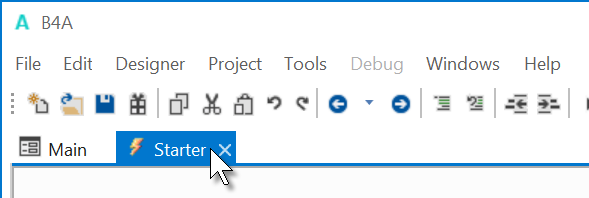 B4A
File Edit Designer Project Tools Debug Windows Help
Main Starter